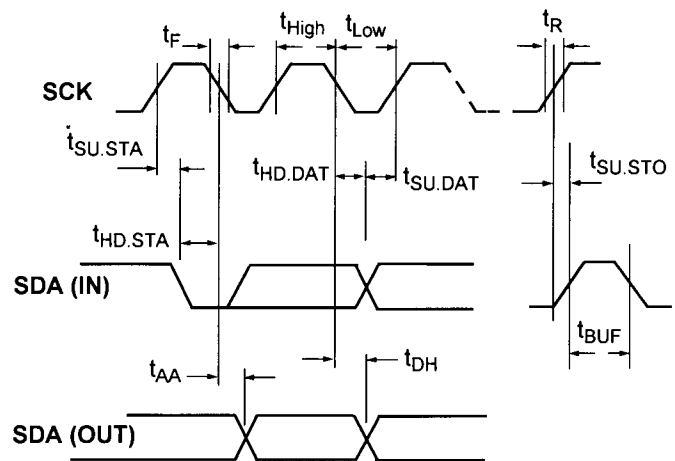 tF
tHigh
tLow
tR
SCK
tSU.STA
tHD.DAT
tSU.DAT
tSU.STO
tHD.STA
SDA (IN)
tBUF
tAA
tDH
SDA (OUT)